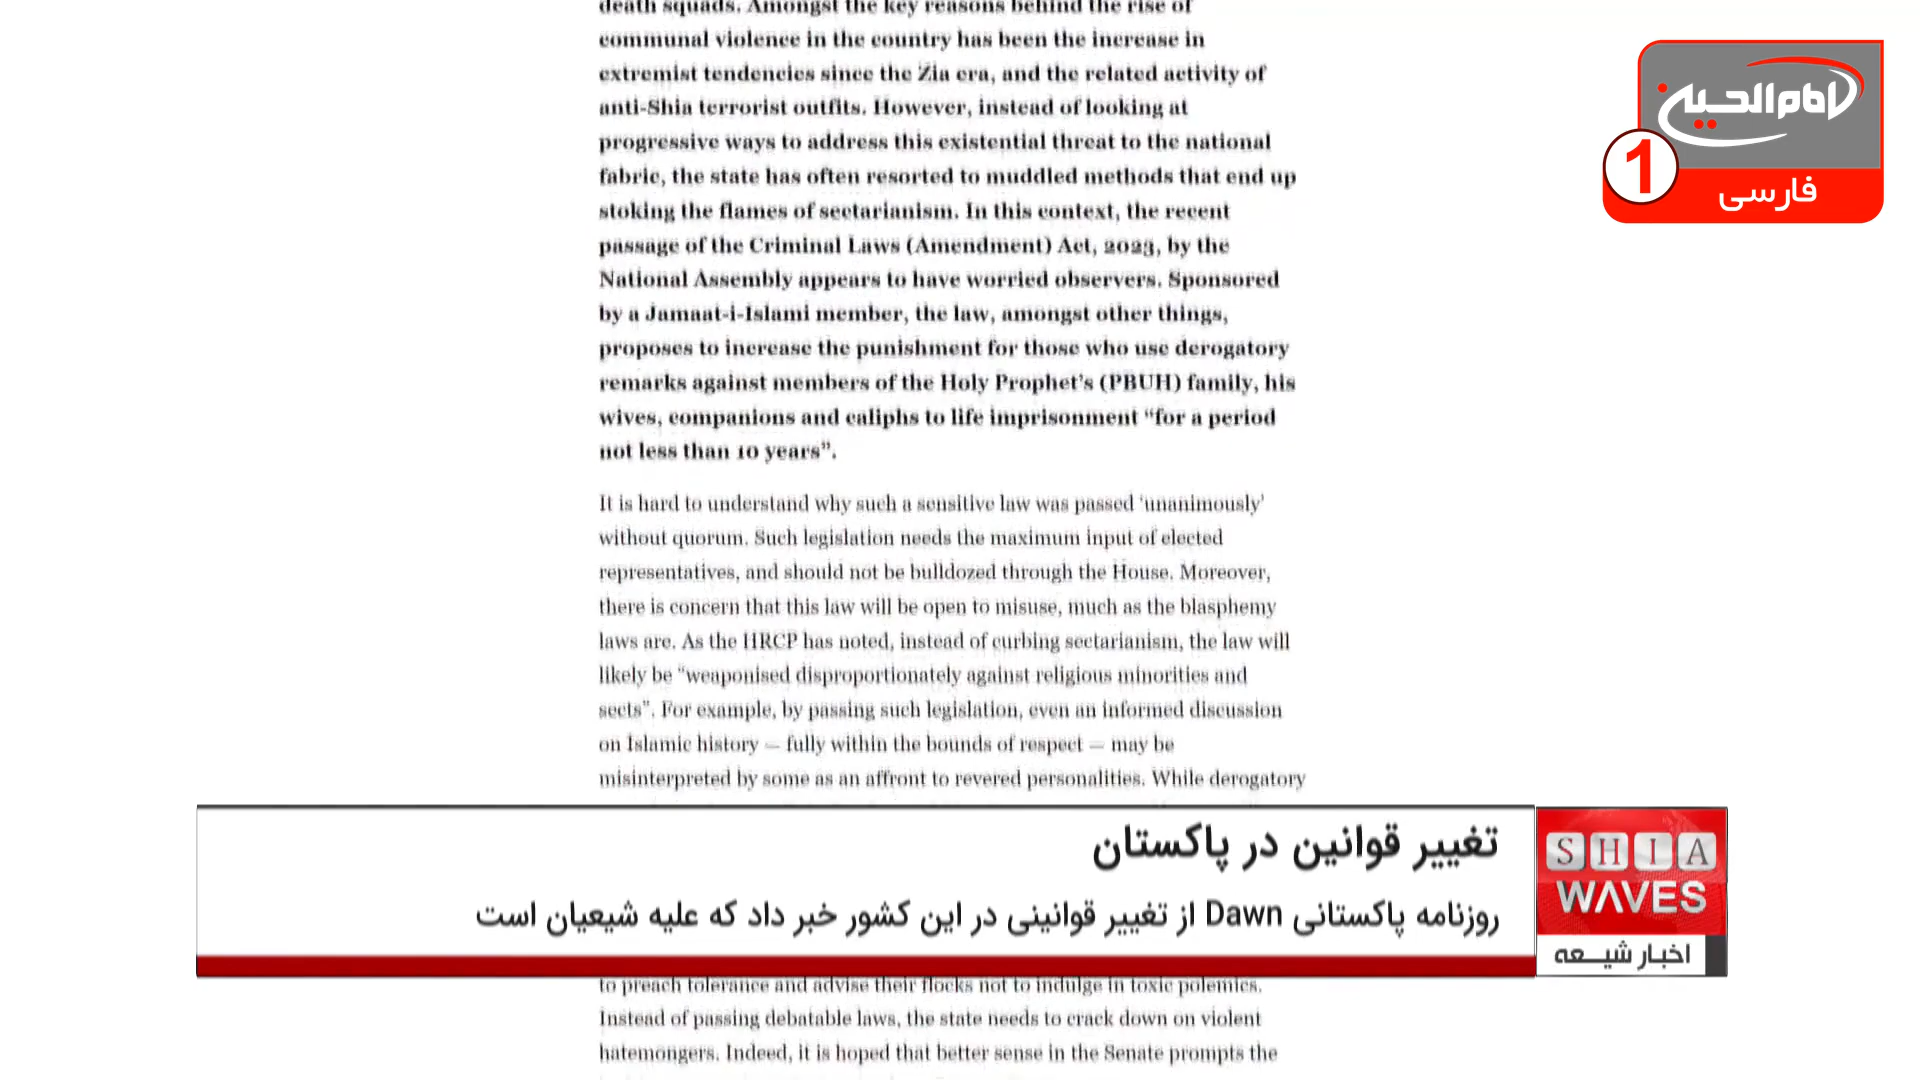 death squads. Amongst the key reasons behind the rise of
communal violence in the country has been the increase in
extremist tendencies since the Zia era, and the related activity of
anti-Shia terrorist outfits. However, instead of looking at
progressive ways to address this existential threat to the national
fabric, the state has often resorted to muddled methods that end up
stoking the flames of sectarianism. In this context, the recent
passage of the Criminal Laws (Amendment) Act, 2023, by the
National Assembly appears to have worried observers. Sponsored
by a Jamaat-i-Islami member, the law, amongst other things,
proposes to increase the punishment for those who use derogatory
remarks against members of the Holy Prophet’s (PBUH) family, his
wives, companions and caliphs to life imprisonment “for a period
not less than 10 years”.
It is hard to understand why such a sensitive law was passed ‘unanimously’
without quorum. Such legislation needs the maximum input of elected
representatives, and should not be bulldozed through the House. Moreover,
there is concern that this law will be open to misuse, much as the blasphemy
laws are. As the HRCP has noted, instead of curbing sectarianism, the law will
likely be “weaponised disproportionately against religious minorities and
sects”. For example, by passing such legislation, even an informed discussion
on Islamic history — fully within the bounds of respect — may be
misinterpreted by some as an affront to revered personalities. While derogatory
to preach tolerance and advise their flocks not to indulge in toxic polemics.
Instead of passing debatable laws, the state needs to crack down on violent
hatemongers. Indeed, it is hoped that better sense in the Senate prompts the
امام الحسین
1
فارسی
تغییر قوانین در پاکستان
روزنامه پاکستانی Dawn از تغییر قوانینی در این کشور خبر داد که علیه شیعیان است
SHIA
WAVES
اخبار شیـعه